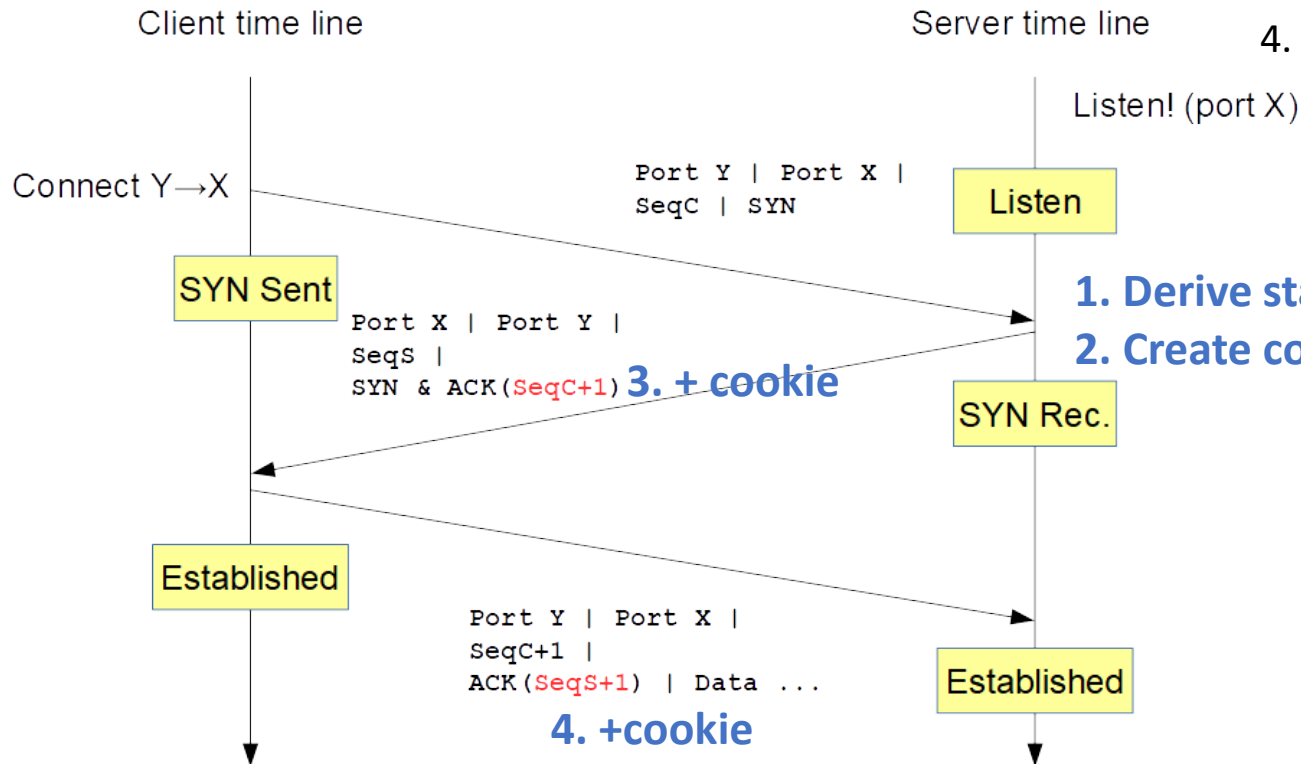 Client time line
Server time line
4.
Listen! (port X)
Connect Y→X
Port Y | Port X |
SeqC | SYN
Listen
SYN Sent
1. Derive sta
2. Create co
Port X | Port Y |
SeqS |
SYN & ACK(SeqC+1) 3. + cookie
SYN Rec.
Established
Port Y | Port X |
SeqC+1 |
ACK(SeqS+1) | Data ...
Established
4. +cookie